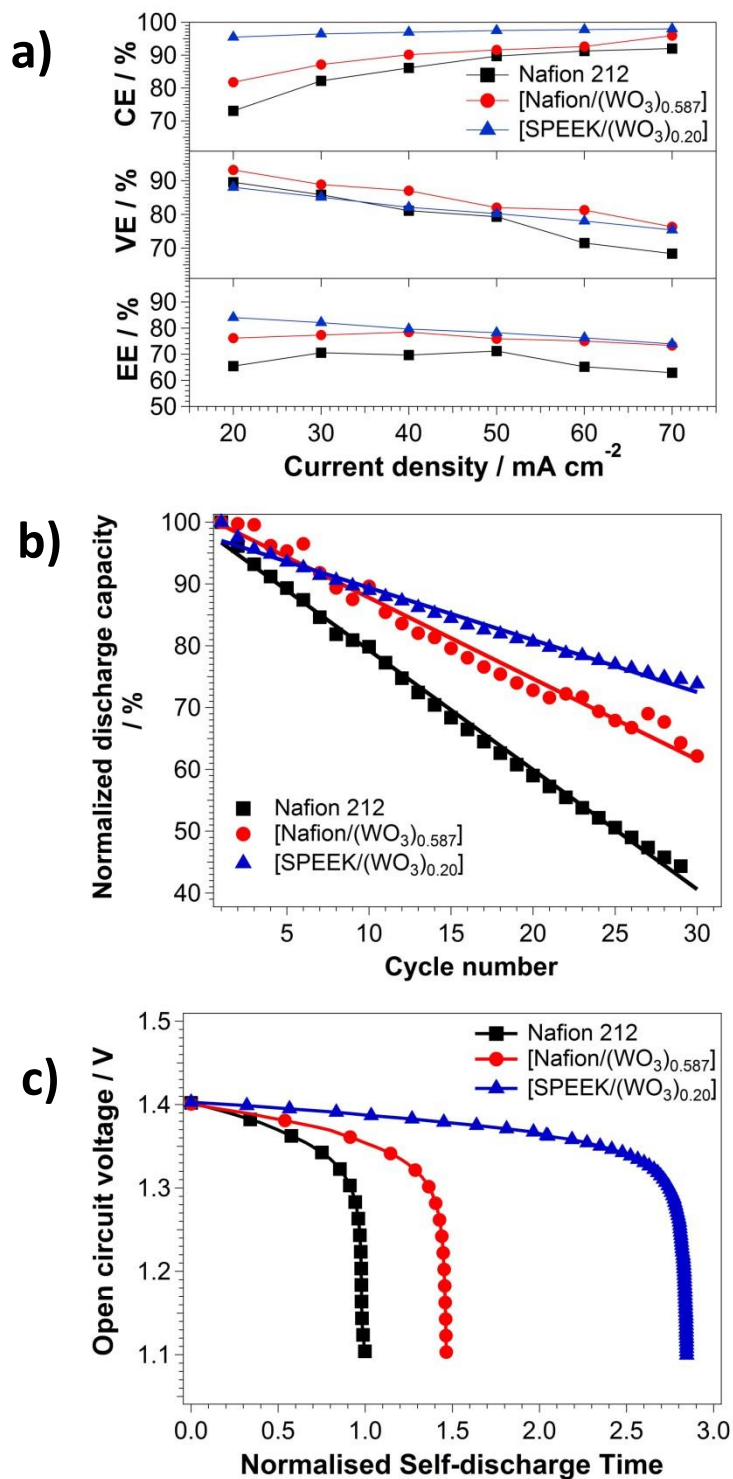 a)
CE / %
100
90
80
70
Nafion 212
[Nafion/(WO3)0.587]
[SPEEK/(WO3)0.20]
VE / %
90
80
70
EE / %
90
80
70
60
50
20 30 40 50 60 70
Current density / mA cm-2
b)
Normalized discharge capacity
/ %
100
90
80
70
60
50
40
Nafion 212
[Nafion/(WO3)0.587]
[SPEEK/(WO3)0.20]
5 10 15 20 25 30
Cycle number
c)
Open circuit voltage / V
1.5
1.4
1.3
1.2
1.1
Nafion 212
[Nafion/(WO3)0.587]
[SPEEK/(WO3)0.20]
0.0 0.5 1.0 1.5 2.0 2.5 3.0
Normalised Self-discharge Time